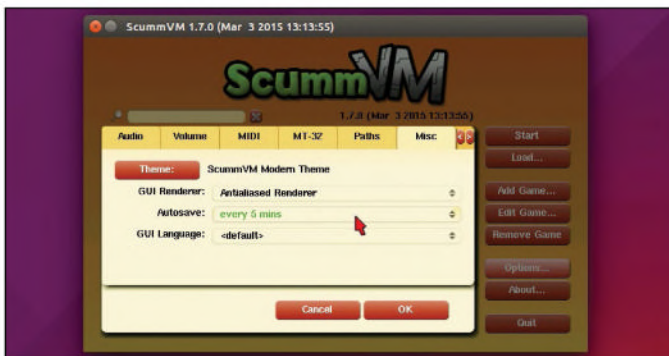 ScummVM 1.7.0 (Mar 3 2015 13:13:55)
ScummVM
1.7.0 (Mar 3 2015 13:13:55)
Audio Volume MIDI MT-32 Paths Misc < >
Theme: ScummVM Modern Theme
GUI Renderer: Antialiased Renderer
Autosave: every 5 mins
GUI Language: <default>
Cancel OK
Start
Load...
Add Game...
Edit Game...
Remove Game
Options...
About...
Quit